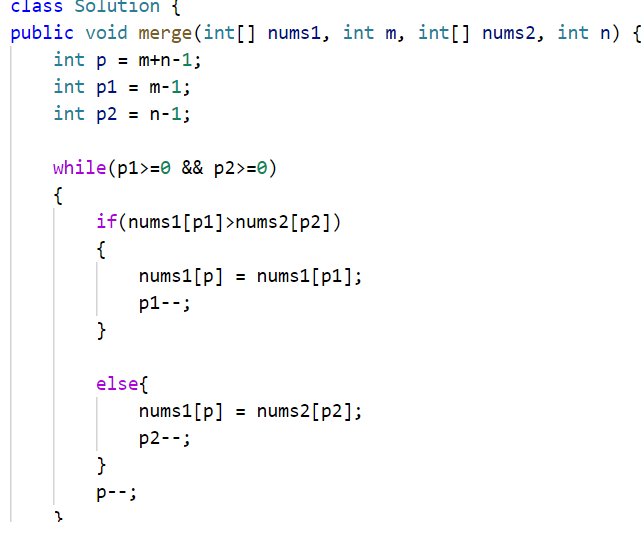 class Solution {
public void merge(int[] nums1, int m, int[] nums2, int n) {
    int p = m+n-1;
    int p1 = m-1;
    int p2 = n-1;

    while(p1>=0 && p2>=0)
    {
        if(nums1[p1]>nums2[p2])
        {
            nums1[p] = nums1[p1];
            p1--;
        }

        else{
            nums1[p] = nums2[p2];
            p2--;
        }
        p--;
    }